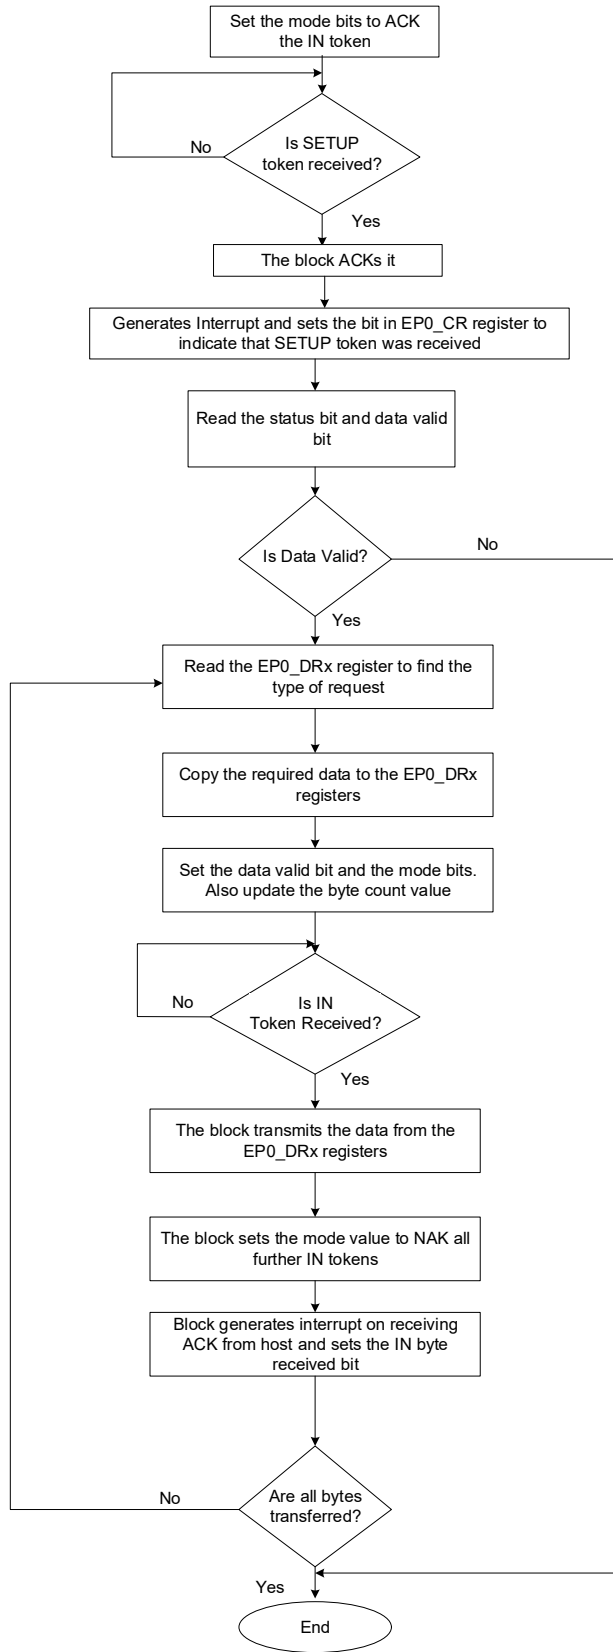 Set the mode bits to ACK
the IN token
Is SETUP
token received?
No
Yes
The block ACKs it
Generates Interrupt and sets the bit in EP0_CR register to
indicate that SETUP token was received
Read the status bit and data valid
bit
Is Data Valid?
No
Yes
Read the EP0_DRx register to find the
type of request
Copy the required data to the EP0_DRx
registers
Set the data valid bit and the mode bits.
Also update the byte count value
Is IN
Token Received?
No
Yes
The block transmits the data from the
EP0_DRx registers
The block sets the mode value to NAK all
further IN tokens
Block generates interrupt on receiving
ACK from host and sets the IN byte
received bit
Are all bytes
transferred?
No
Yes
End